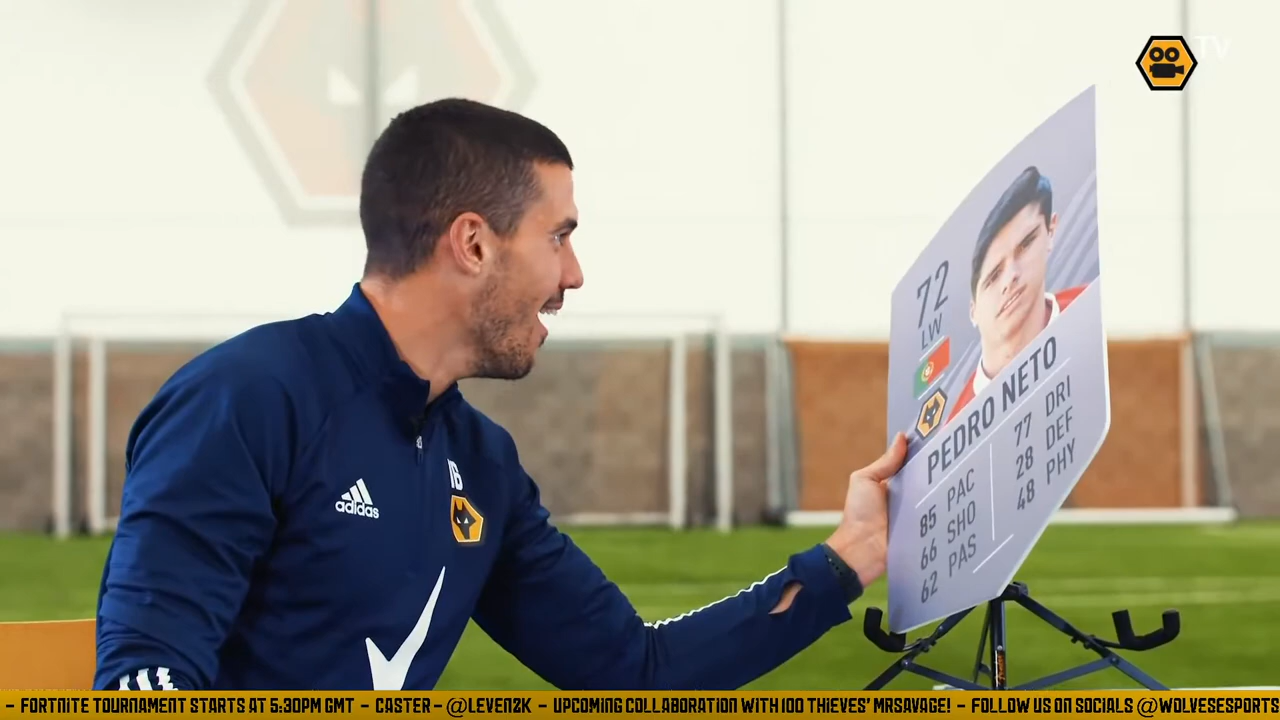 TV
72
LW
PEDRO NETO
85 PAC
66 SHO
62 PAS
77 DRI
28 DEF
48 PHY
16
adidas
- FORTNITE TOURNAMENT STARTS AT 5:30PM GMT - CASTER - @LEVEN2K - UPCOMING COLLABORATION WITH 100 THIEVES' MRSAVAGE! - FOLLOW US ON SOCIALS @WOLVESESPORTS